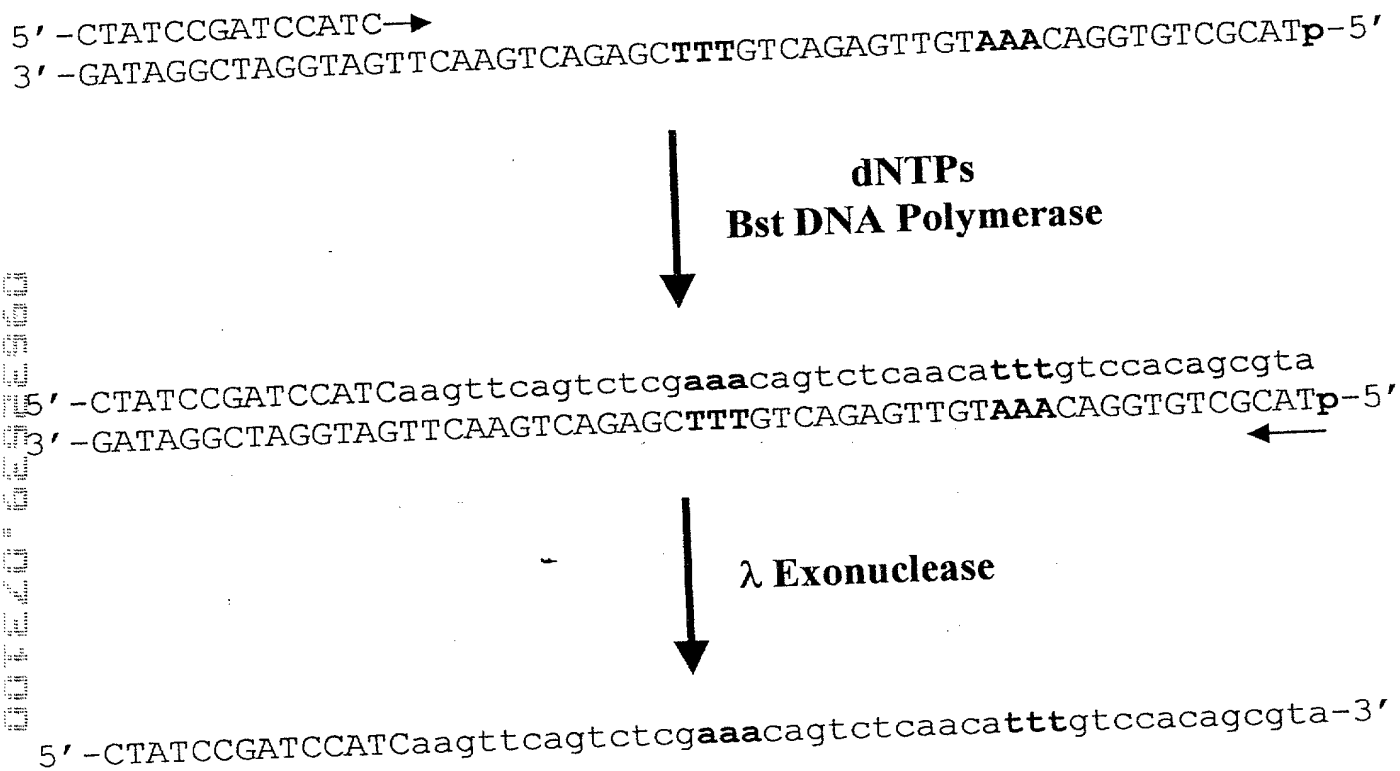 5'-CTATCCGATCCATC
3'-GATAGGCTAGGTAGTTCAAGTCAGAGCTTTGTCAGAGTTGTAAACAGGTGTCGCATp-5'
dNTPs
Bst DNA Polymerase
5'-CTATCCGATCCATCaagttcagtctcgaaacagtctcaacatttgtccacagcgta
3'-GATAGGCTAGGTAGTTCAAGTCAGAGCTTTGTCAGAGTTGTAAACAGGTGTCGCATp-5'
λ Exonuclease
5'-CTATCCGATCCATCaagttcagtctcgaaacagtctcaacatttgtccacagcgta-3'